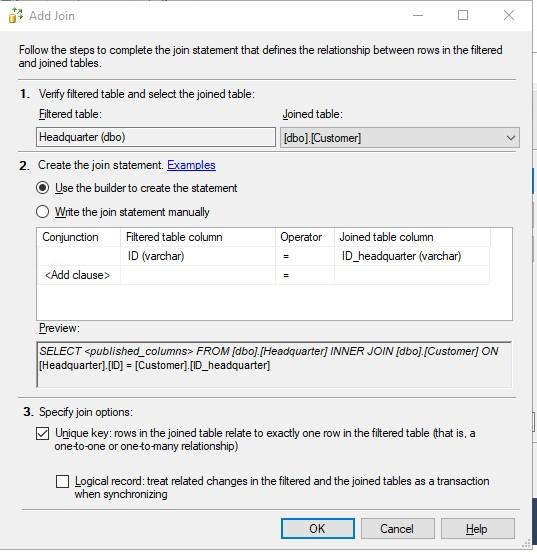 Add Join
Follow the steps to complete the join statement that defines the relationship between rows in the filtered
and joined tables.
1. Verify filtered table and select the joined table:
Filtered table:
Joined table:
Headquarter (dbo)
[dbo].[Customer]
2. Create the join statement. Examples
Use the builder to create the statement
Write the join statement manually
Conjunction Filtered table column Operator Joined table column
ID (varchar) = ID_headquarter (varchar)
<Add clause> =
Preview:
SELECT <published_columns> FROM [dbo].[Headquarter] INNER JOIN [dbo].[Customer] ON
[Headquarter].[ID] = [Customer].[ID_headquarter]
3. Specify join options:
Unique key: rows in the joined table relate to exactly one row in the filtered table (that is, a
one-to-one or one-to-many relationship)
Logical record: treat related changes in the filtered and the joined tables as a transaction
when synchronizing
OK Cancel Help